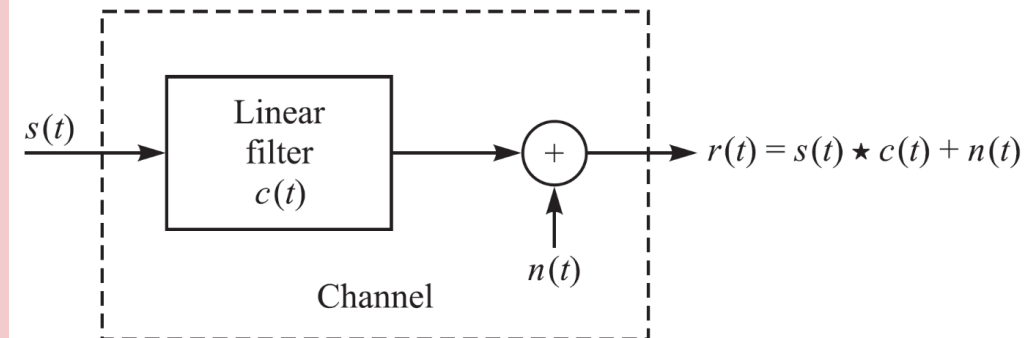 s(t)
Linear
filter
c(t)
+
r(t) = s(t) ★ c(t) + n(t)
n(t)
Channel